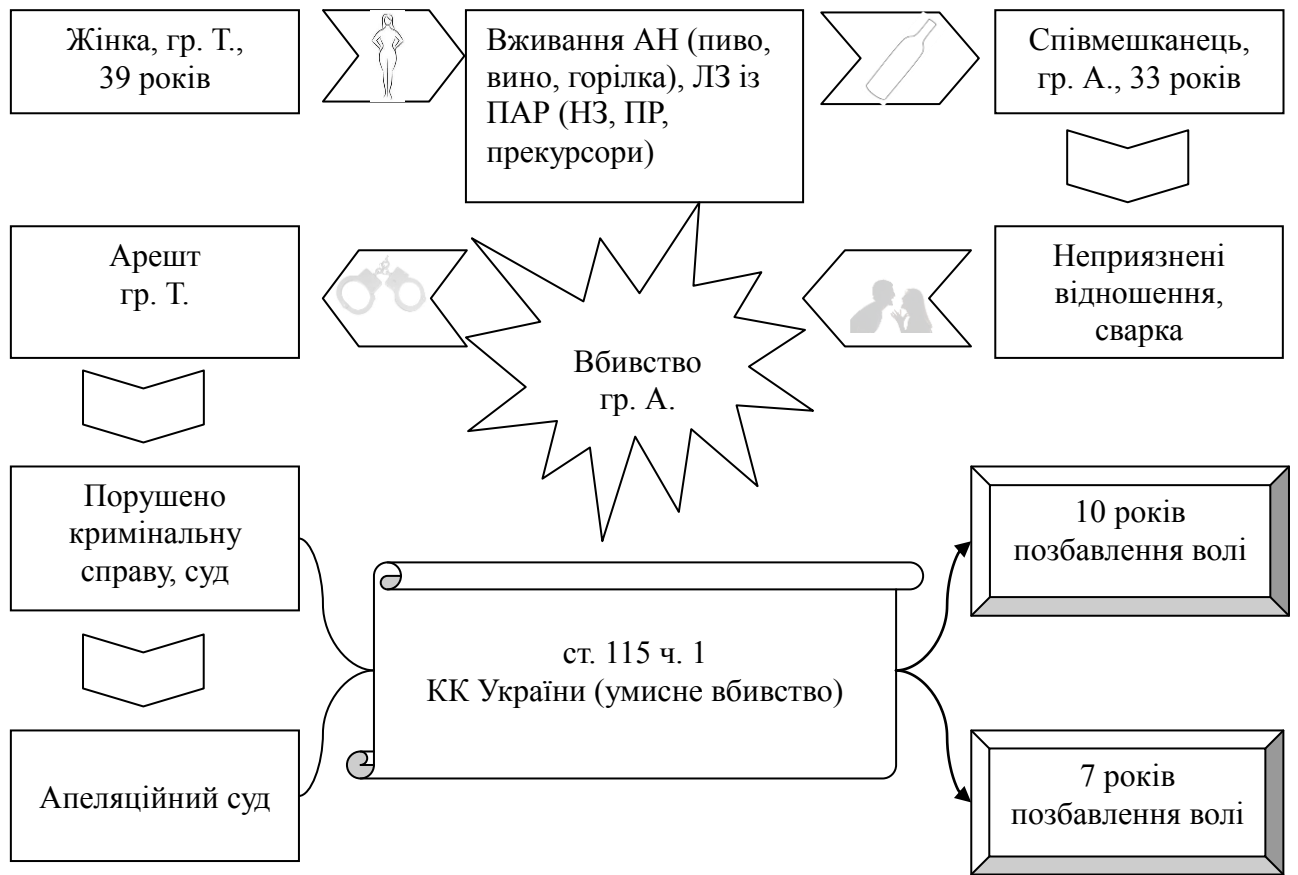 Жінка, гр. Т.,
39 років
Вживання АН (пиво,
вино, горілка), ЛЗ із
ПАР (НЗ, ПР,
прекурсори)
Співмешканець,
гр. А., 33 років
Арешт
гр. Т.
Вбивство
гр. А.
Неприязнені
відношення,
сварка
Порушено
кримінальну
справу, суд
10 років
позбавлення волі
ст. 115 ч. 1
КК України (умисне вбивство)
Апеляційний суд
7 років
позбавлення волі